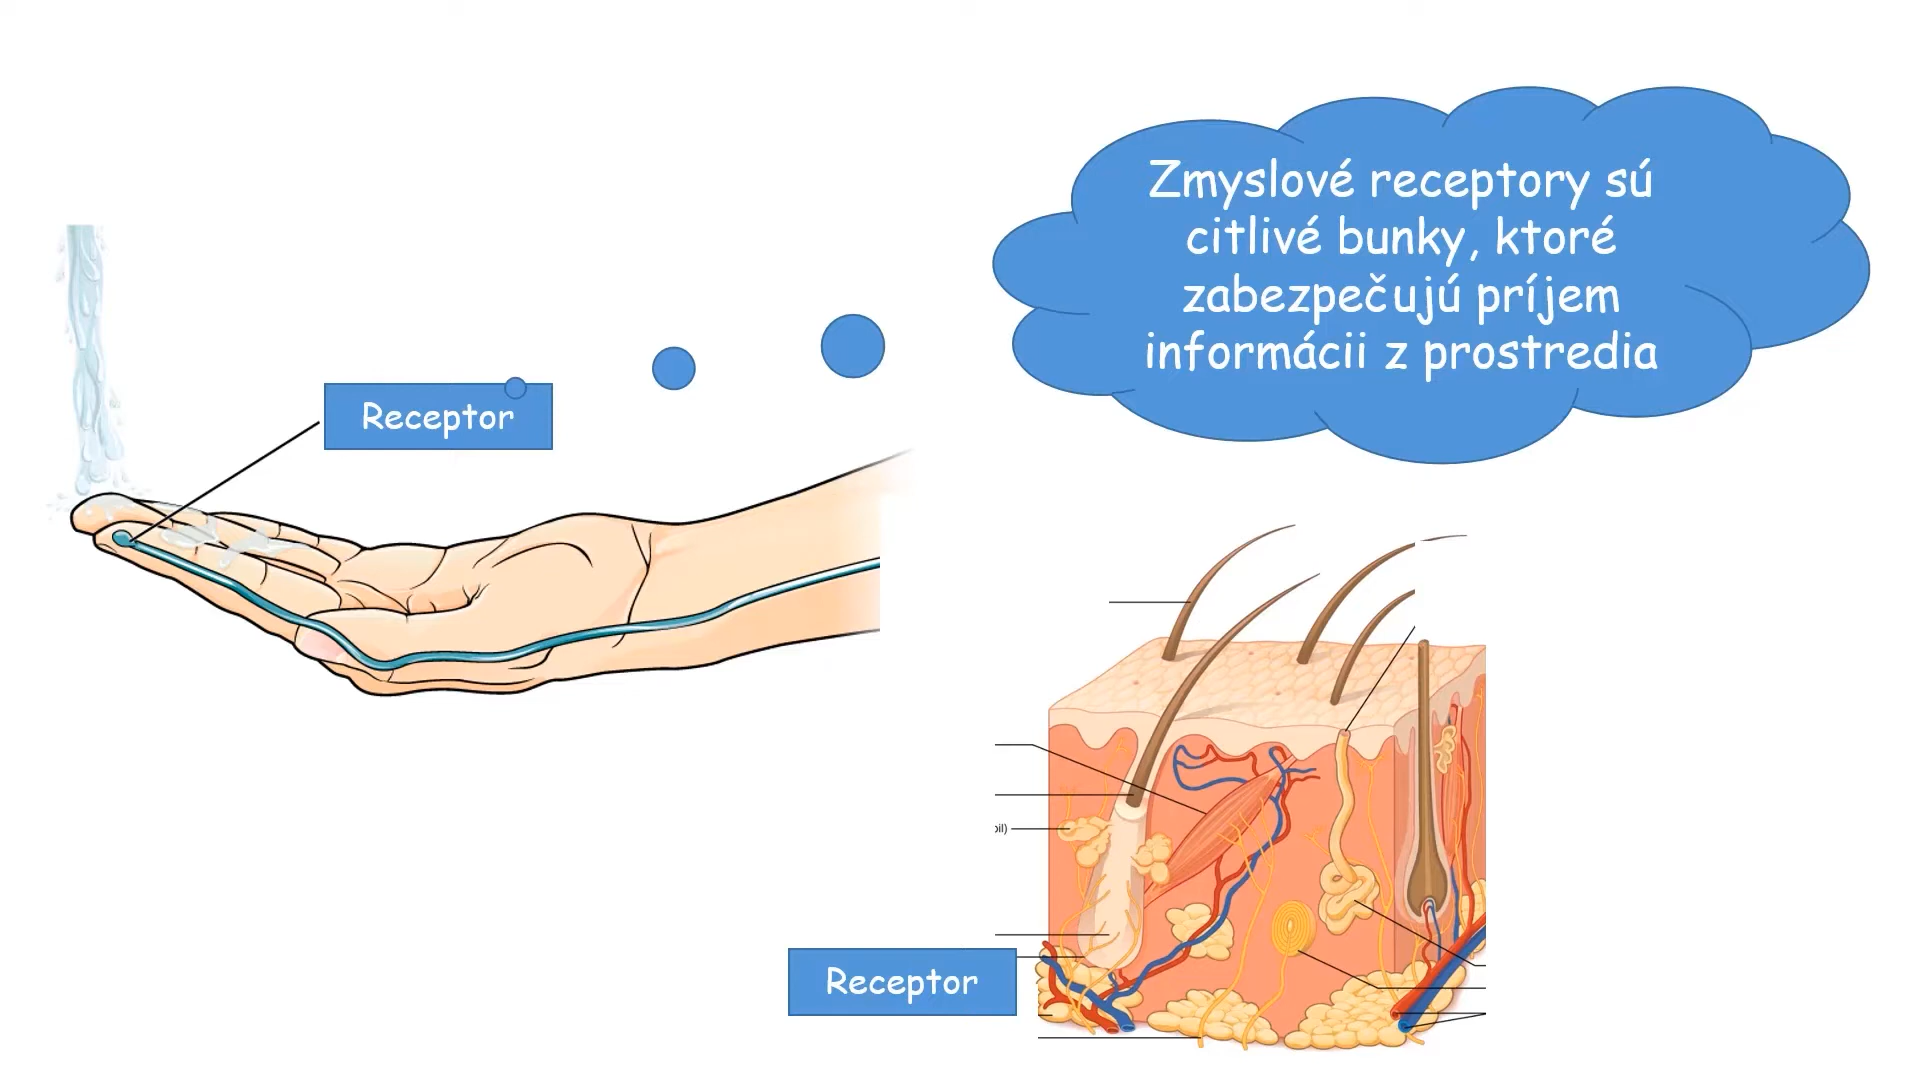 Zmyslové receptory sú
citlivé bunky, ktoré
zabezpečujú príjem
informácii z prostredia
Receptor
Receptor